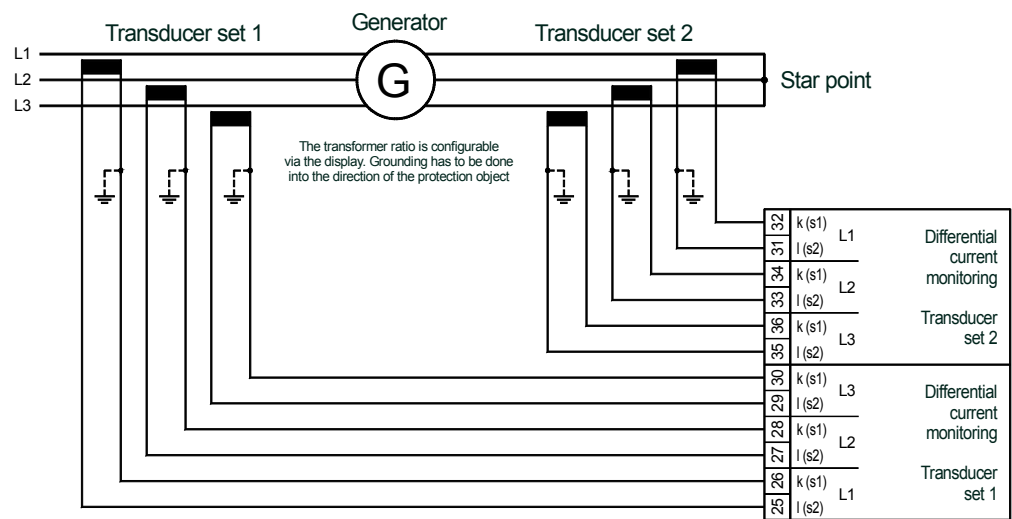 Generator
Transducer set 1
Transducer set 2
L1
L2
L3
G
Star point
The transformer ratio is configurable
via the display. Grounding has to be done
into the direction of the protection object
32 k (s1)
L1
31 l (s2)
34 k (s1)
L2
33 l (s2)
36 k (s1)
L3
35 l (s2)
Differential
current
monitoring
Transducer
set 2
30 k (s1)
L3
29 l (s2)
28 k (s1)
L2
27 l (s2)
26 k (s1)
L1
25 l (s2)
Differential
current
monitoring
Transducer
set 1